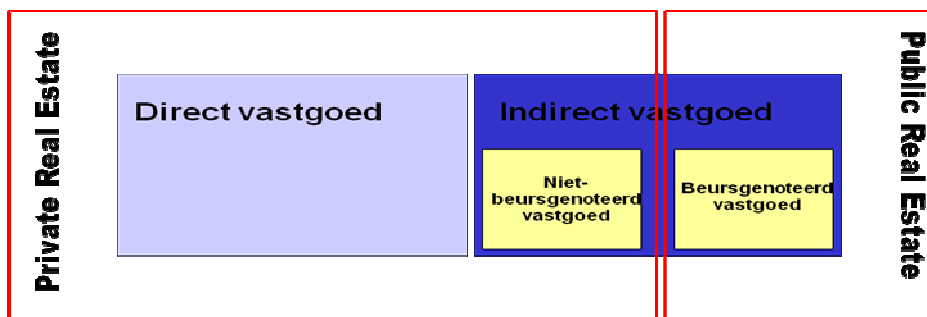 Private Real Estate
Direct vastgoed
Indirect vastgoed
Niet-
beursgenoteerd
vastgoed
Beursgenoteerd
vastgoed
Public Real Estate